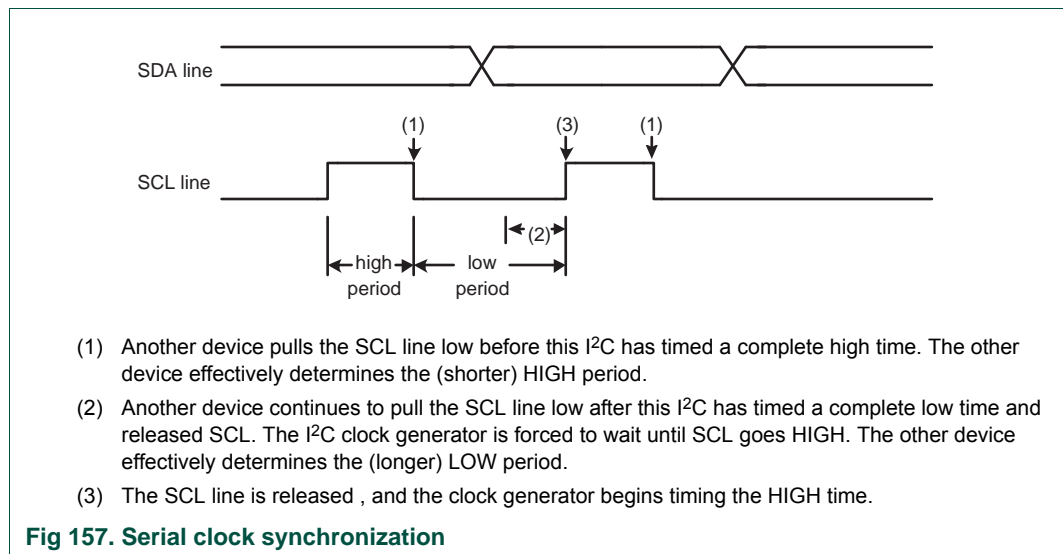 SDA line
(1)
(3)
(1)
SCL line
(2)
high
period
low
period
(1) Another device pulls the SCL line low before this I2C has timed a complete high time. The other
device effectively determines the (shorter) HIGH period.
(2) Another device continues to pull the SCL line low after this I2C has timed a complete low time and
released SCL. The I2C clock generator is forced to wait until SCL goes HIGH. The other device
effectively determines the (longer) LOW period.
(3) The SCL line is released , and the clock generator begins timing the HIGH time.
Fig 157. Serial clock synchronization